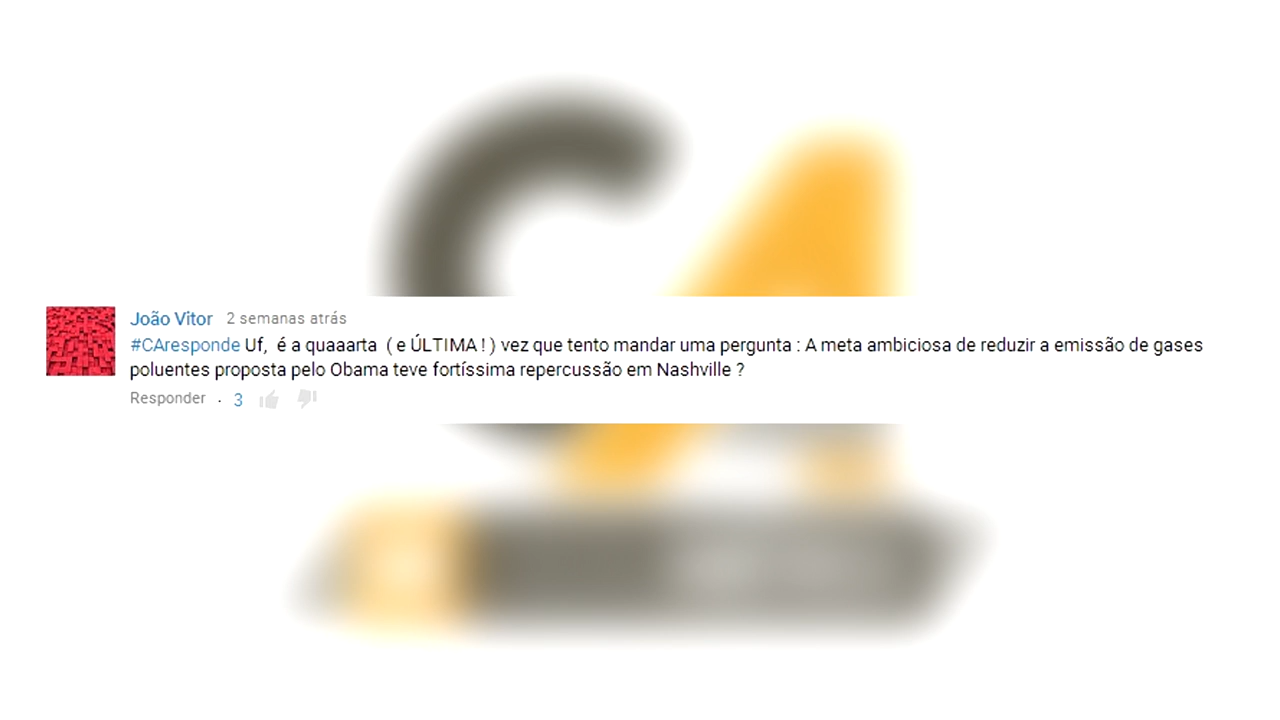 João Vitor 2 semanas atrás
#CAresponde Uf, é a quaaarta ( e ÚLTIMA ! ) vez que tento mandar uma pergunta : A meta ambiciosa de reduzir a emissão de gases
poluentes proposta pelo Obama teve fortíssima repercussão em Nashville ?
Responder . 3